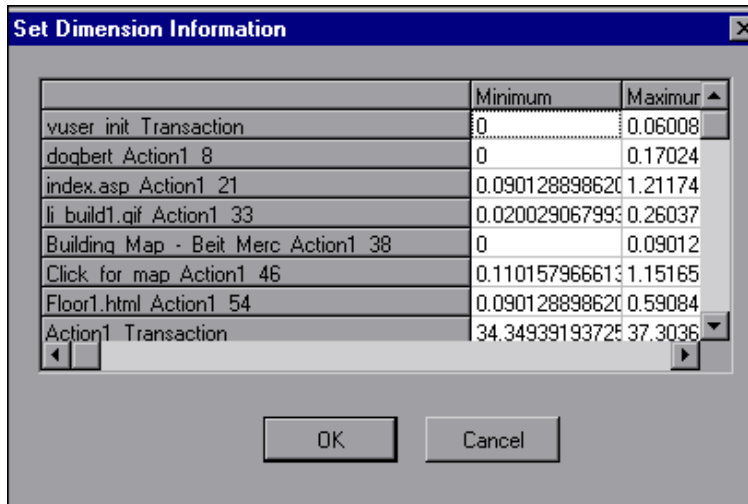 Set Dimension Information
Minimum Maximur
vuser init Transaction 0 0.06008
dogbert Action1 8 0 0.17024
index.asp Action1 21 0.090128898620 1.21174
li build1.gif Action1 33 0.020029067993 0.26037
Building Map - Beit Merc Action1 38 0 0.09012
Click for map Action1 46 0.110157966613 1.15165
Floor1.html Action1 54 0.090128898620 0.59084
Action1 Transaction 34.34939193725 37.3036
OK Cancel